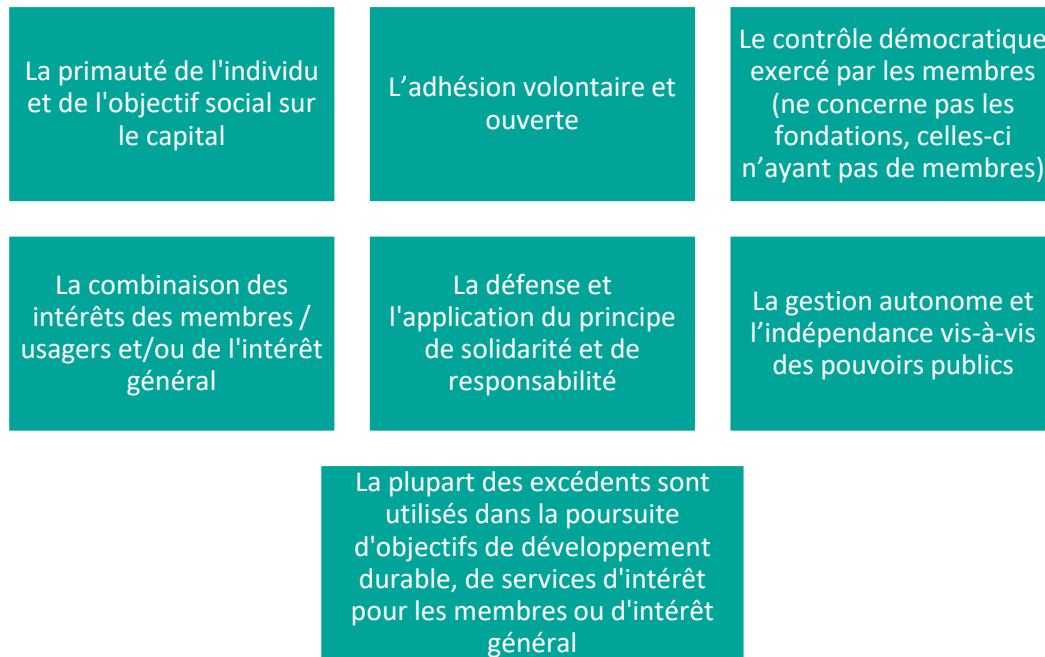 La primauté de l'individu
et de l'objectif social sur
le capital
L’adhésion volontaire et
ouverte
Le contrôle démocratique
exercé par les membres
(ne concerne pas les
fondations, celles-ci
n’ayant pas de membres)
La combinaison des
intérêts des membres /
usagers et/ou de l'intérêt
général
La défense et
l'application du principe
de solidarité et de
responsabilité
La gestion autonome et
l’indépendance vis-à-vis
des pouvoirs publics
La plupart des excédents sont
utilisés dans la poursuite
d'objectifs de développement
durable, de services d'intérêt
pour les membres ou d'intérêt
général